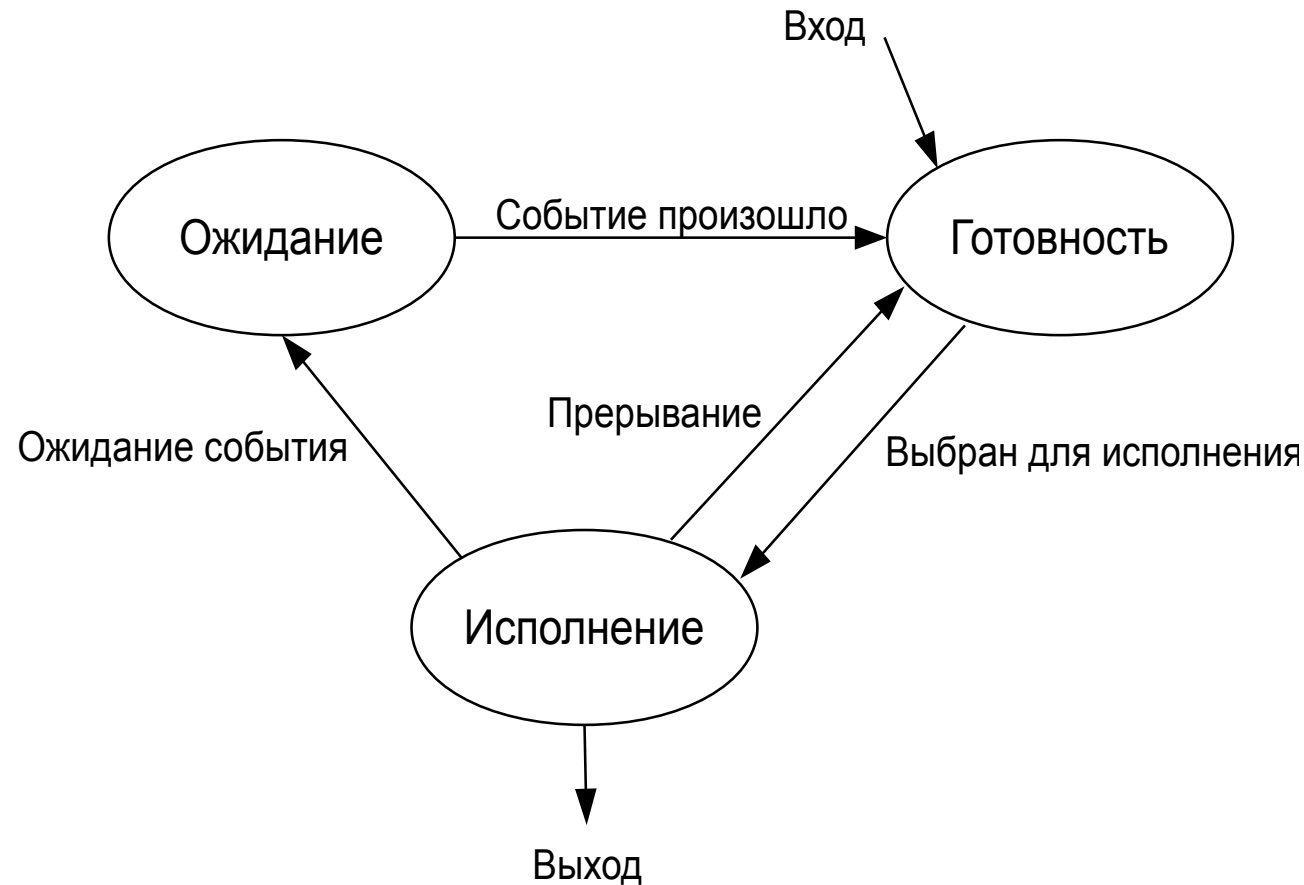 Вход
Событие произошло
Ожидание
Готовность
Прерывание
Ожидание события
Выбран для исполнения
Исполнение
Выход